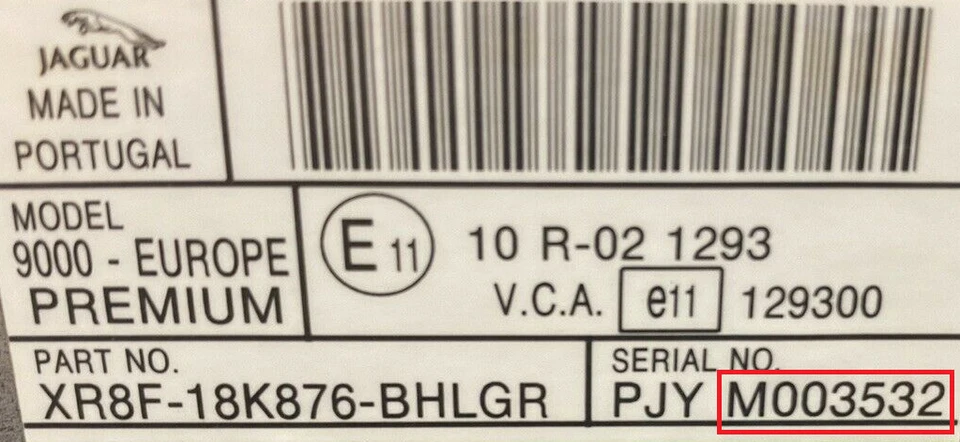 JAGUAR
MADE IN
PORTUGAL
MODEL
9000 - EUROPE
PREMIUM
E 11
10 R-02 1293
V.C.A. e11 129300
PART NO.
XR8F-18K876-BHLGR
SERIAL NO.
PJY M003532